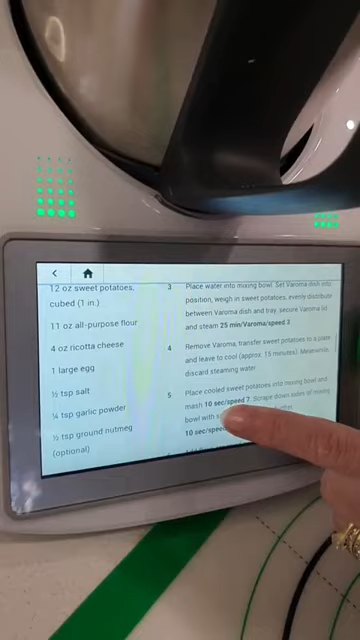 12 oz sweet potatoes,
cubed (1 in.)
11 oz all-purpose flour
4 oz ricotta cheese
1 large egg
½ tsp salt
¼ tsp garlic powder
½ tsp ground nutmeg
(optional)
3 Place water into mixing bowl. Set Varoma dish into
position, weigh in sweet potatoes, evenly distribute
between Varoma dish and tray, secure Varoma lid
and steam 25 min/Varoma/speed 3
4 Remove Varoma, transfer sweet potatoes to a plate
and leave to cool (approx. 15 minutes). Meanwhile,
discard steaming water.
5 Place cooled sweet potatoes into mixing bowl and
mash 10 sec/speed 7. Scrape down sides of mixing
bowl with
10 sec/speed